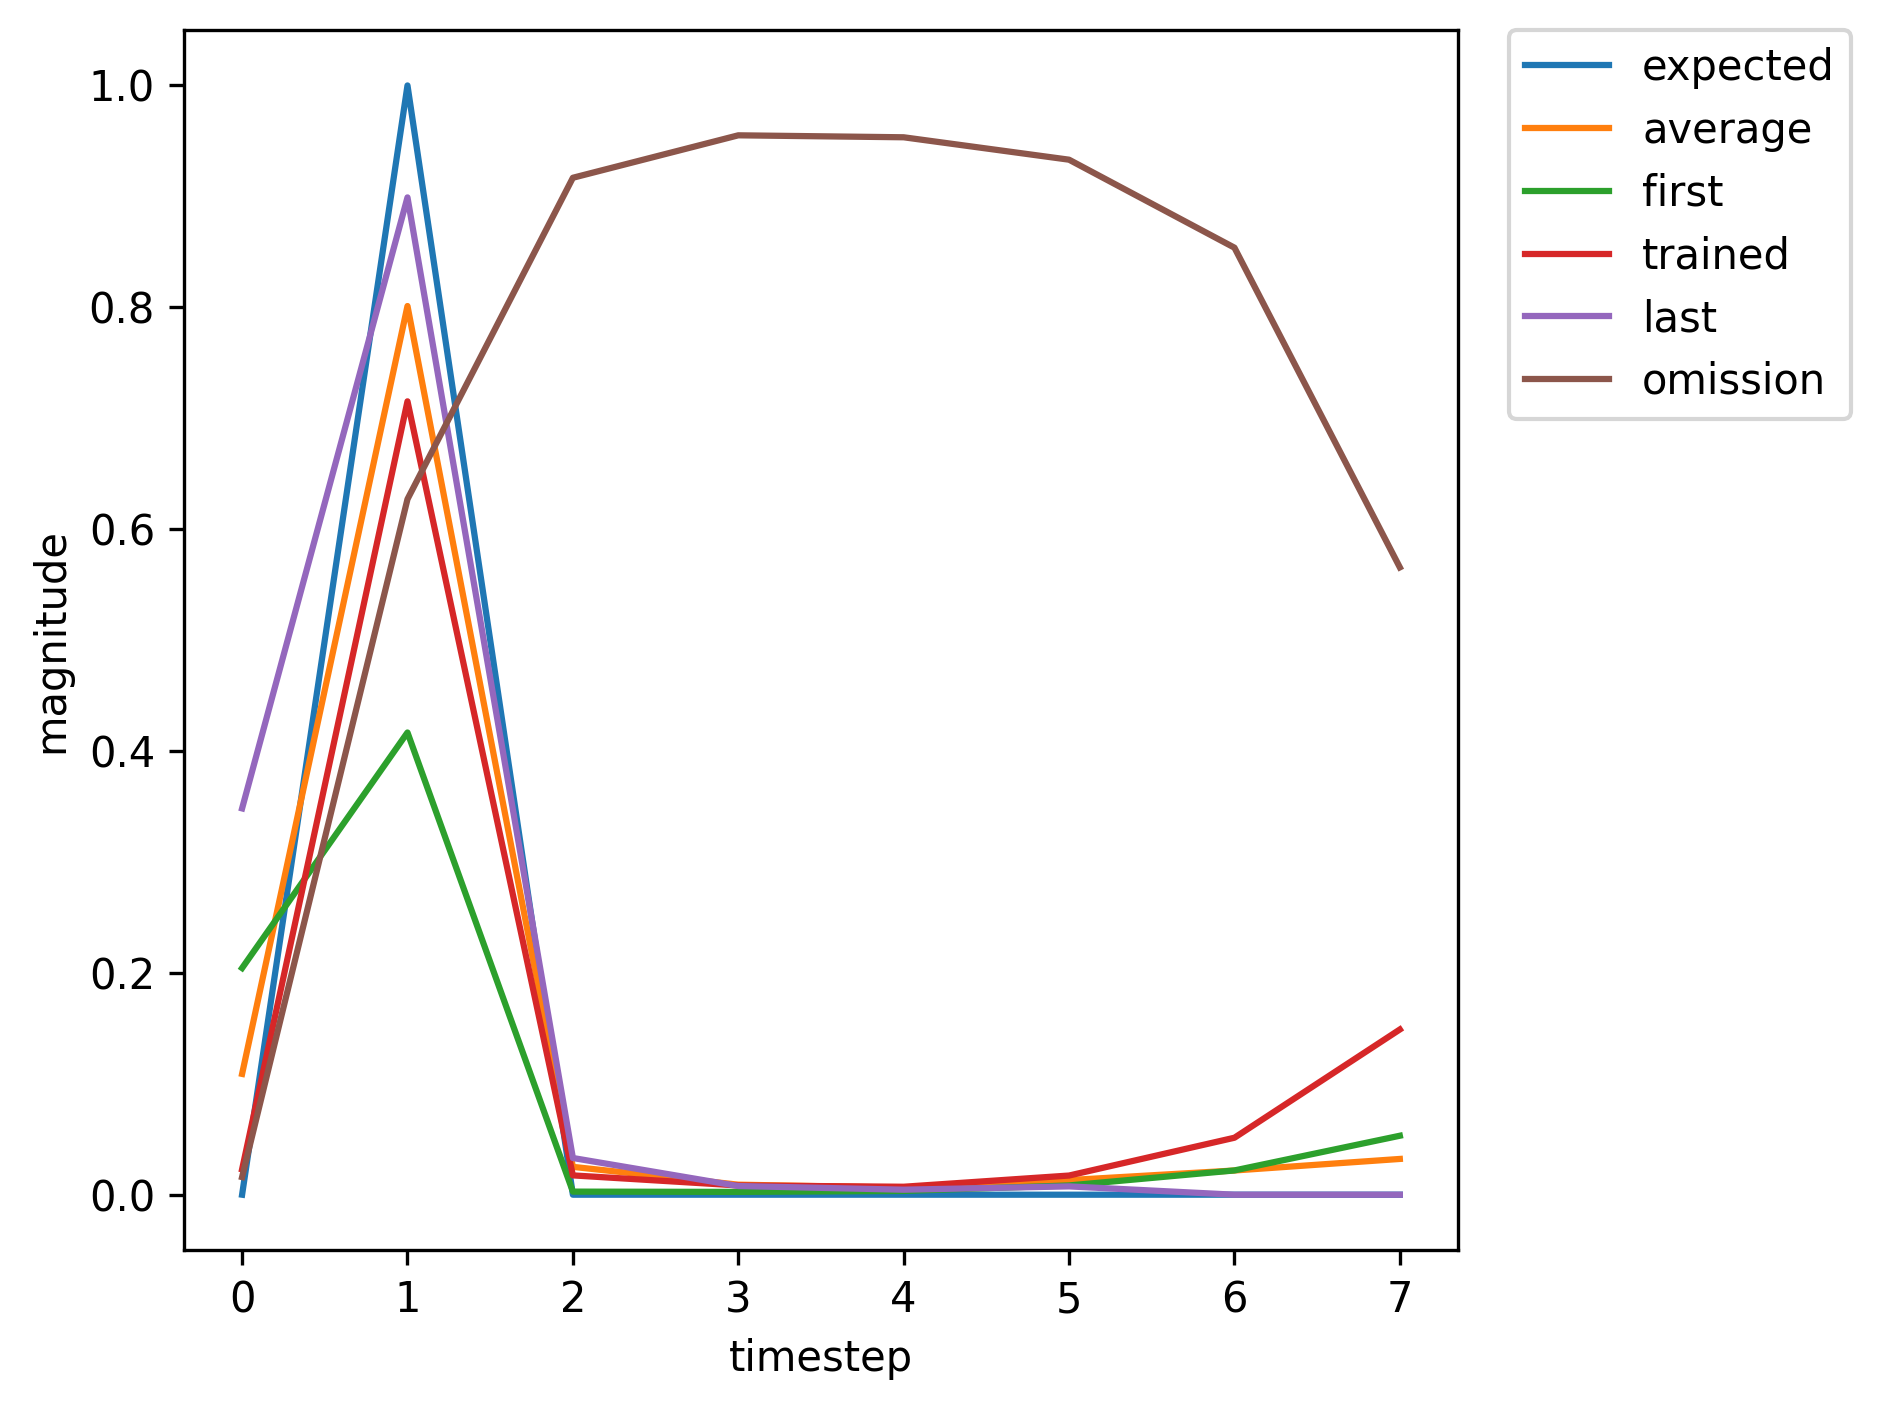 1.0
0.8
0.6
0.4
0.2
0.0
magnitude
0 1 2 3 4 5 6 7
timestep
expected
average
first
trained
last
omission